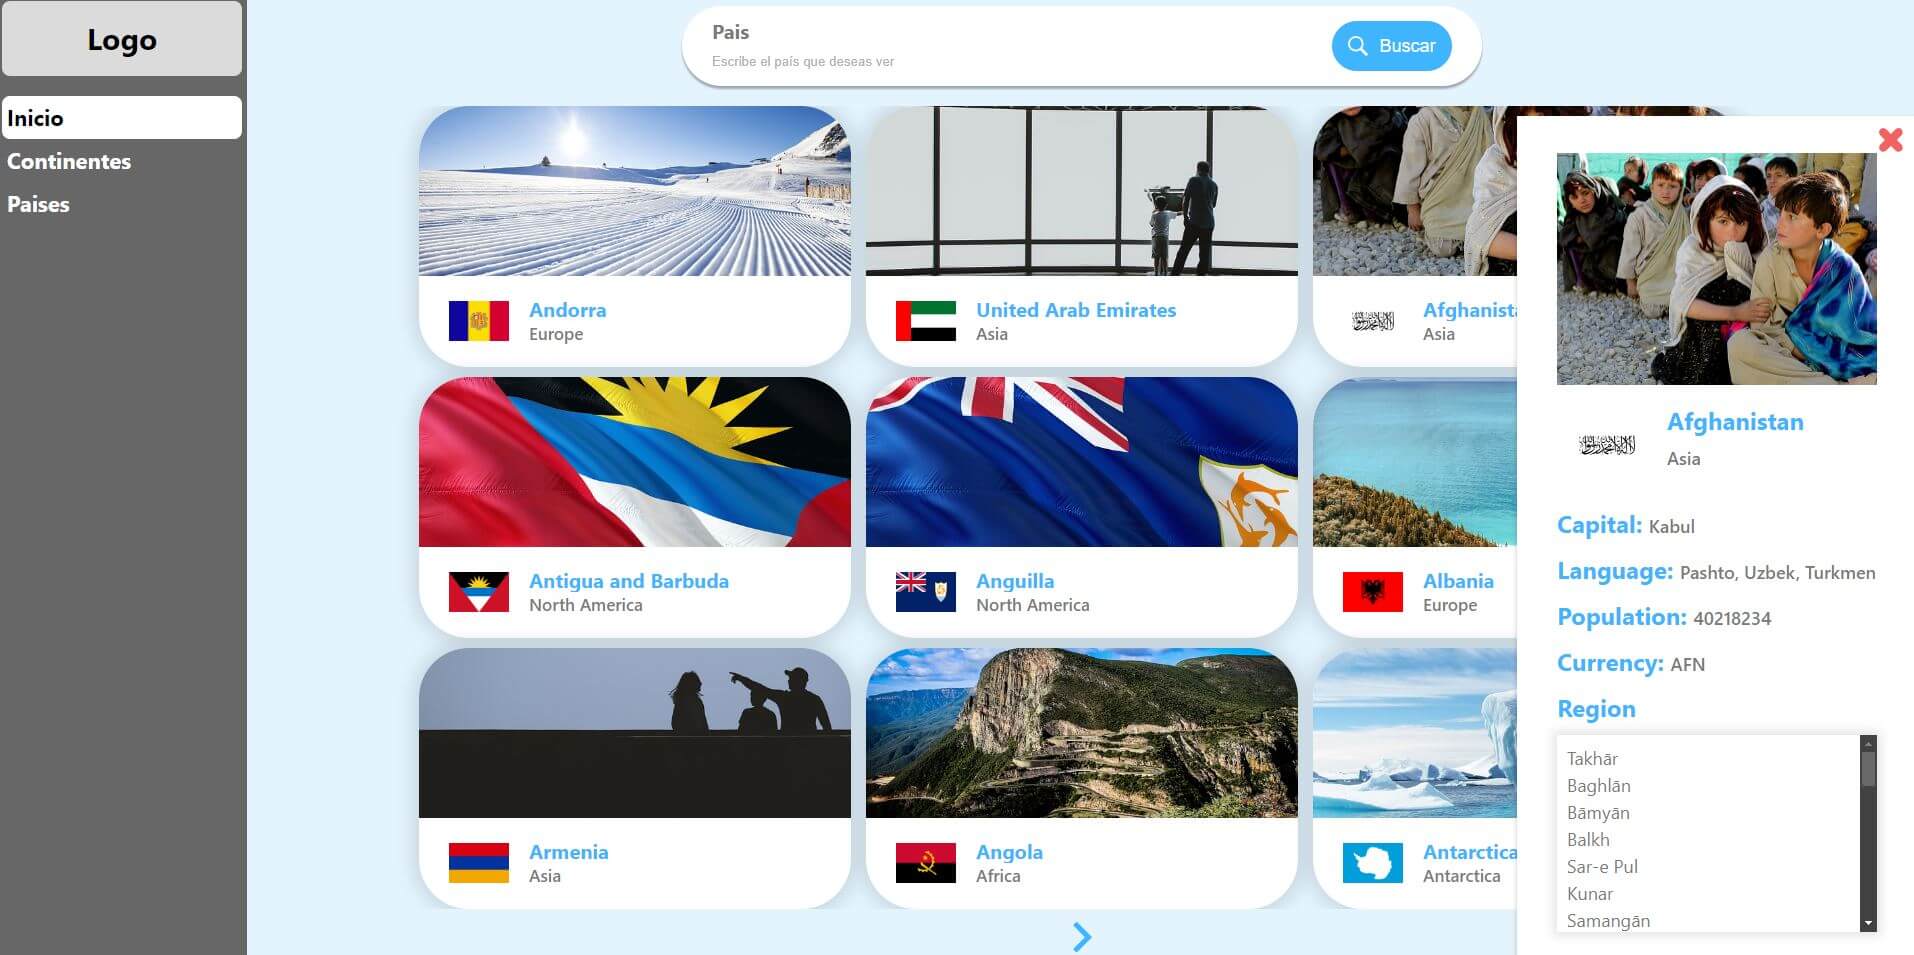 Logo
Inicio
Continentes
Paises
Pais
Escribe el país que deseas ver
Buscar
Andorra
Europe
United Arab Emirates
Asia
Afghanist
Asia
Antigua and Barbuda
North America
Anguilla
North America
Albania
Europe
Armenia
Asia
Angola
Africa
Antarctica
Antarctica
Afghanistan
Asia
Capital: Kabul
Language: Pashto, Uzbek, Turkmen
Population: 40218234
Currency: AFN
Region
Takhār
Baghlān
Bāmyān
Balkh
Sar-e Pul
Kunar
Samangān